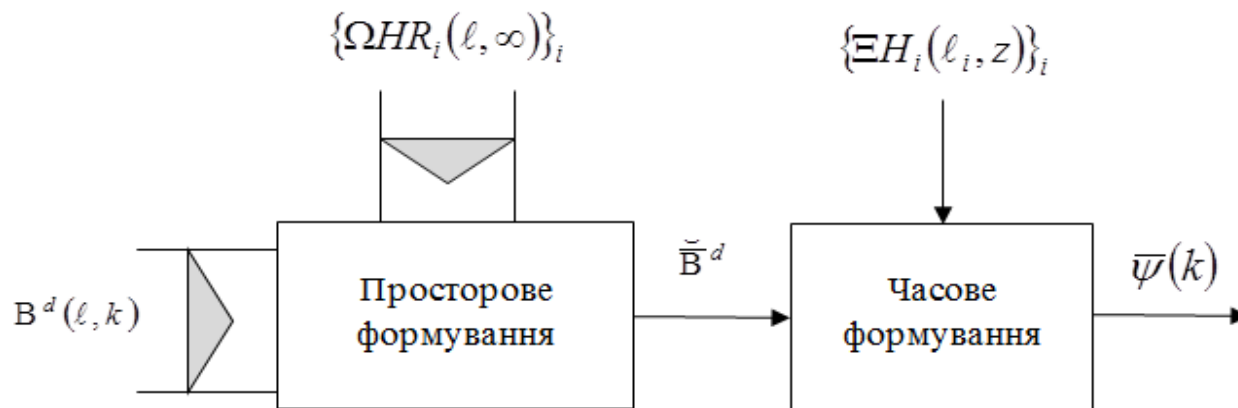 {ΩHR_i(ℓ,∞)}_i
{ΞH_i(ℓ_i,z)}_i
B^d(ℓ,k)
Просторове
формування
B̆̄^d
Часове
формування
ψ̄(k)